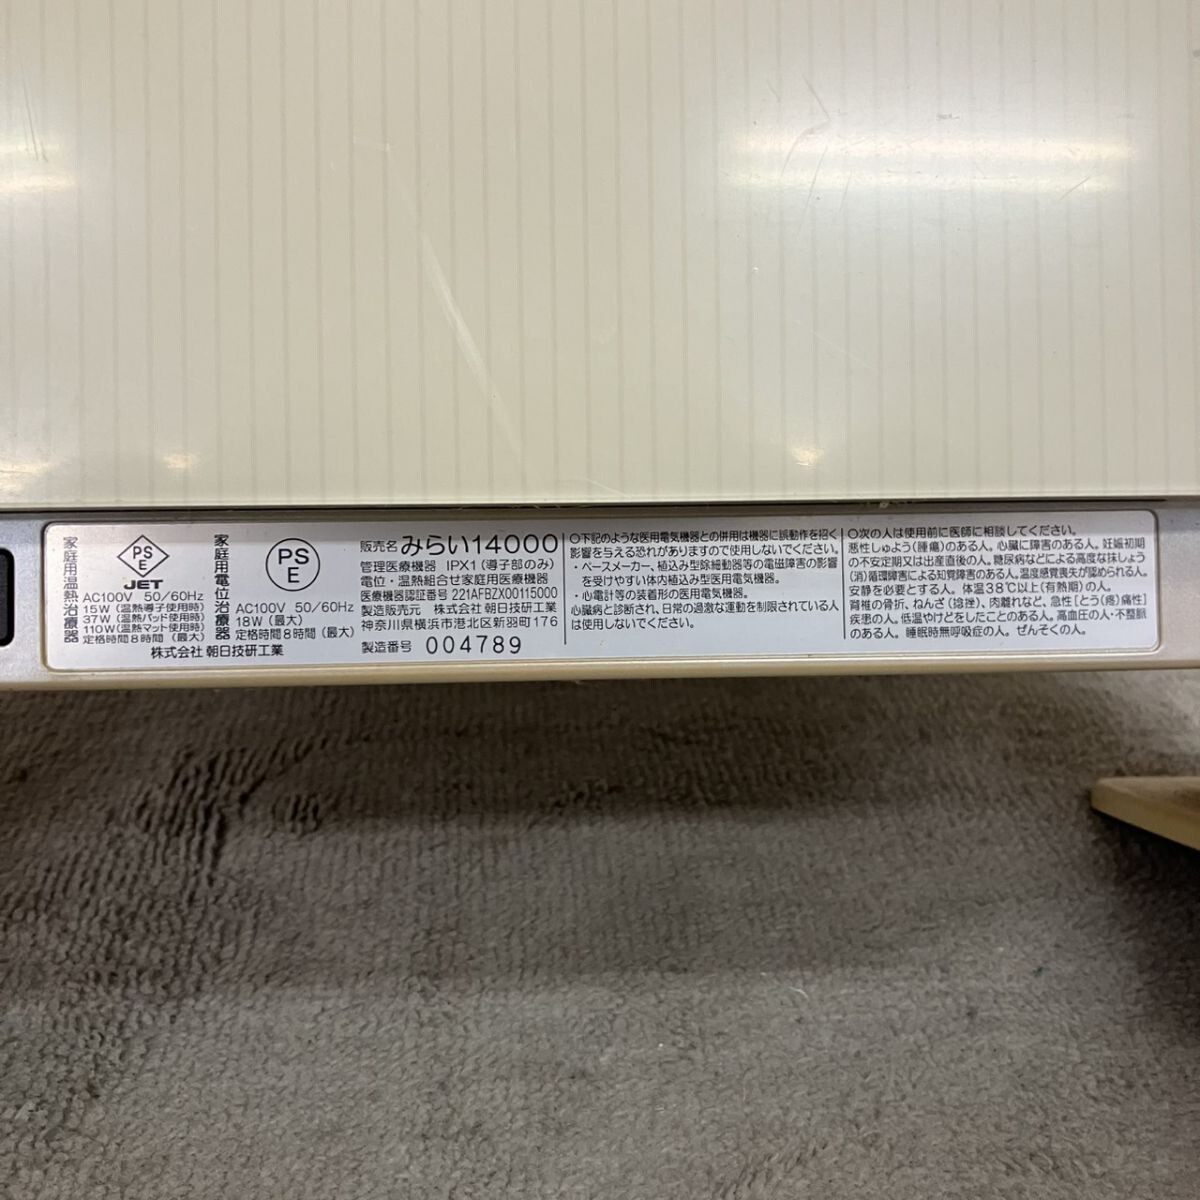 家庭用温熱治療器
PS
E
JET
AC100V 50/60Hz
15W(温熱導子使用時)
37W(温熱パッド使用時)
110W(温熱マット使用時)
定格時間8時間(最大)
家庭用電位治療器
PS
E
AC100V 50/60Hz
18W(最大)
定格時間8時間(最大)
株式会社 朝日技研工業
販売名 みらい14000
管理医療機器 IPX1(導子部のみ)
電位・温熱組合せ家庭用医療機器
医療機器認証番号 221AFBZX00115000
製造販売元 株式会社 朝日技研工業
神奈川県横浜市港北区新羽町176
製造番号 004789
○下記のような医用電気機器との併用は機器に誤動作を招く
影響を与える恐れがありますので使用しないでください。
・ペースメーカー、植込み型除細動器等の電磁障害の影響
を受けやすい体内植込み型医用電気機器。
・心電計等の装着形の医用電気機器。
心臓病と診断され、日常の過激な運動を制限されている人
は使用しないでください。
○次の人は使用前に医師に相談してください。
悪性しゅよう(腫瘍)のある人。心臓に障害のある人。妊娠初期
の不安定期又は出産直後の人。糖尿病などによる高度な抹しょう
(消)循環障害による知覚障害のある人。温度感覚喪失が認められる人。
安静を必要とする人。体温38℃以上(有熱期)の人。
脊椎の骨折、ねんざ(捻挫)、肉離れなど、急性[とう(疼)痛性]
疾患の人。低温やけどをしたことのある人。高血圧の人・不整脈
のある人。睡眠時無呼吸症の人。ぜんそくの人。